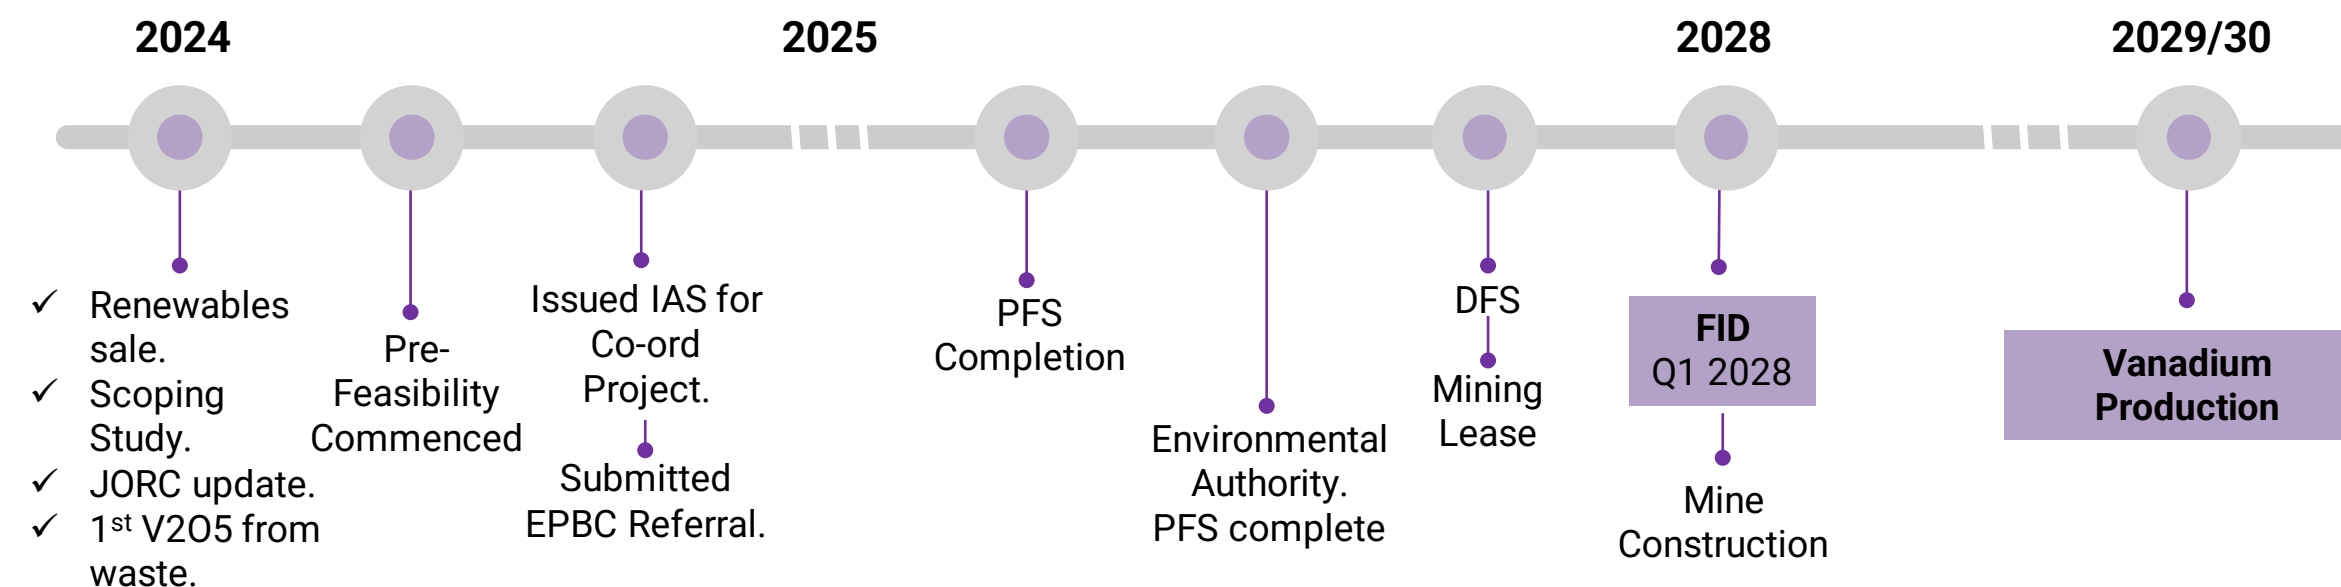 2024
2025
2028
2029/30
✓ Renewables
sale.
✓ Scoping
Study.
✓ JORC update.
✓ 1st V2O5 from
waste.
Pre-
Feasibility
Commenced
Issued IAS for
Co-ord
Project.
Submitted
EPBC Referral.
PFS
Completion
Environmental
Authority.
PFS complete
DFS
Mining
Lease
FID
Q1 2028
Mine
Construction
Vanadium
Production